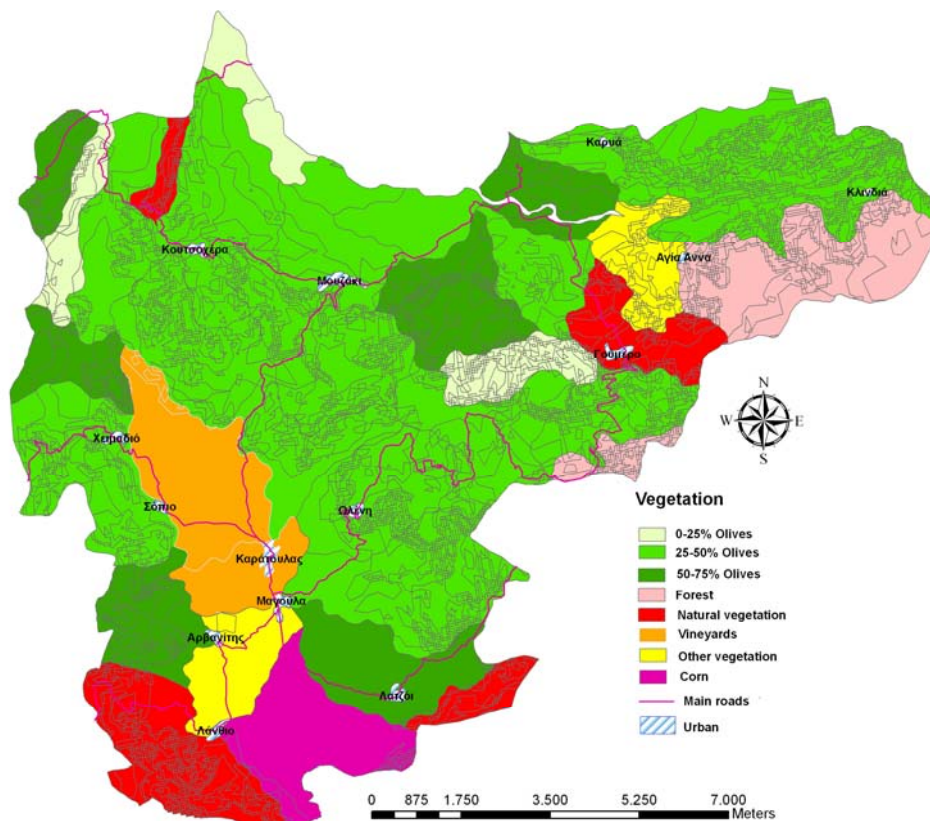 Καρυά
Κλινδιά
Κουτσοχέρα
Αγία Άννα
Μουζάκι
Γούμερο
N
W E
S
Χειμαδιό
Σόπιο
Ωλένη
Καράτουλας
Μαγούλα
Αρβανίτης
Λατζόι
Λάνθιο
Vegetation
0-25% Olives
25-50% Olives
50-75% Olives
Forest
Natural vegetation
Vineyards
Other vegetation
Corn
Main roads
Urban
0 875 1.750 3.500 5.250 7.000
Meters